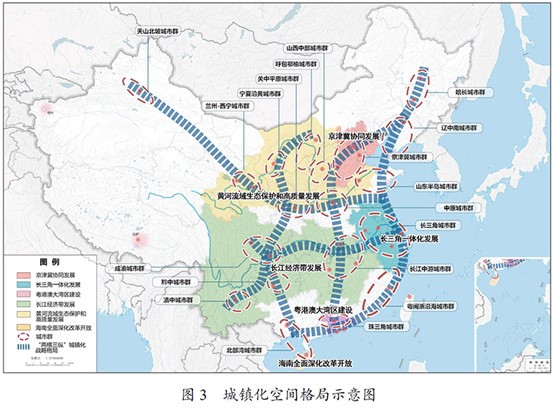 天山北坡城市群
山西中部城市群
呼包鄂榆城市群
关中平原城市群
宁夏沿黄城市群
兰州-西宁城市群
哈长城市群
辽中南城市群
京津冀协同发展
京津冀城市群
山东半岛城市群
黄河流域生态保护和高质量发展
中原城市群
长三角城市群
长三角一体化发展
成渝城市群
长江经济带发展
长江中游城市群
黔中城市群
滇中城市群
粤闽浙沿海城市群
粤港澳大湾区建设
珠三角城市群
北部湾城市群
海南全面深化改革开放
图 例
京津冀协同发展
长三角一体化发展
粤港澳大湾区建设
长江经济带发展
黄河流域生态保护和
高质量发展
海南全面深化改革开放
城市群
“两横三纵”城镇化
战略格局
图 3 城镇化空间格局示意图